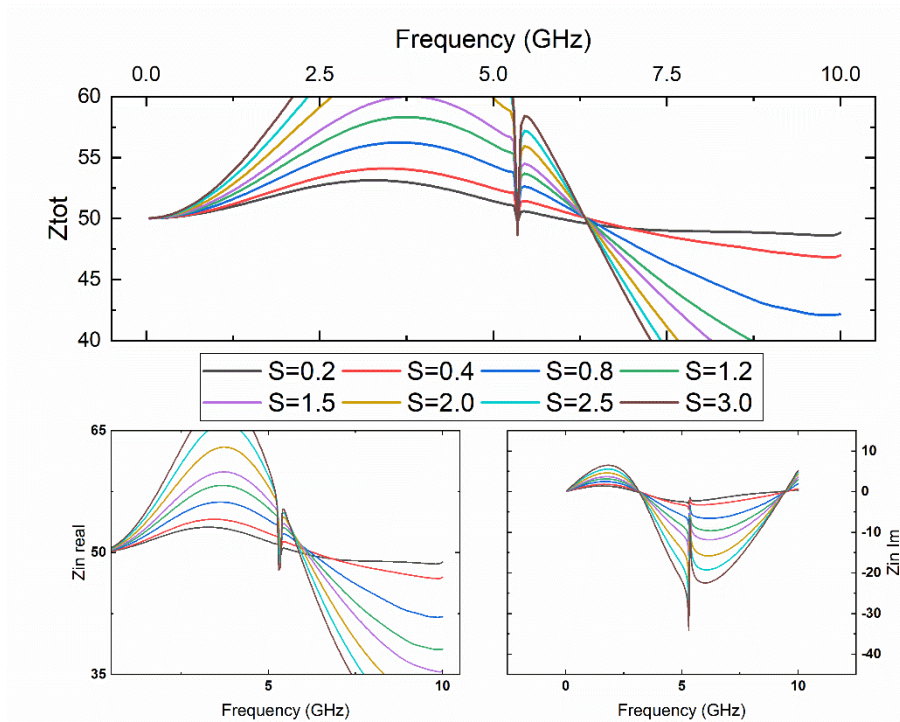 Frequency (GHz)
0.0 2.5 5.0 7.5 10.0
60
55
50
45
40
Ztot
S=0.2 S=0.4 S=0.8 S=1.2
S=1.5 S=2.0 S=2.5 S=3.0
65
50
35
Zin real
5 10
Frequency (GHz)
10
0
-10
-20
-30
-40
Zin Im
0 5 10
Frequency (GHz)